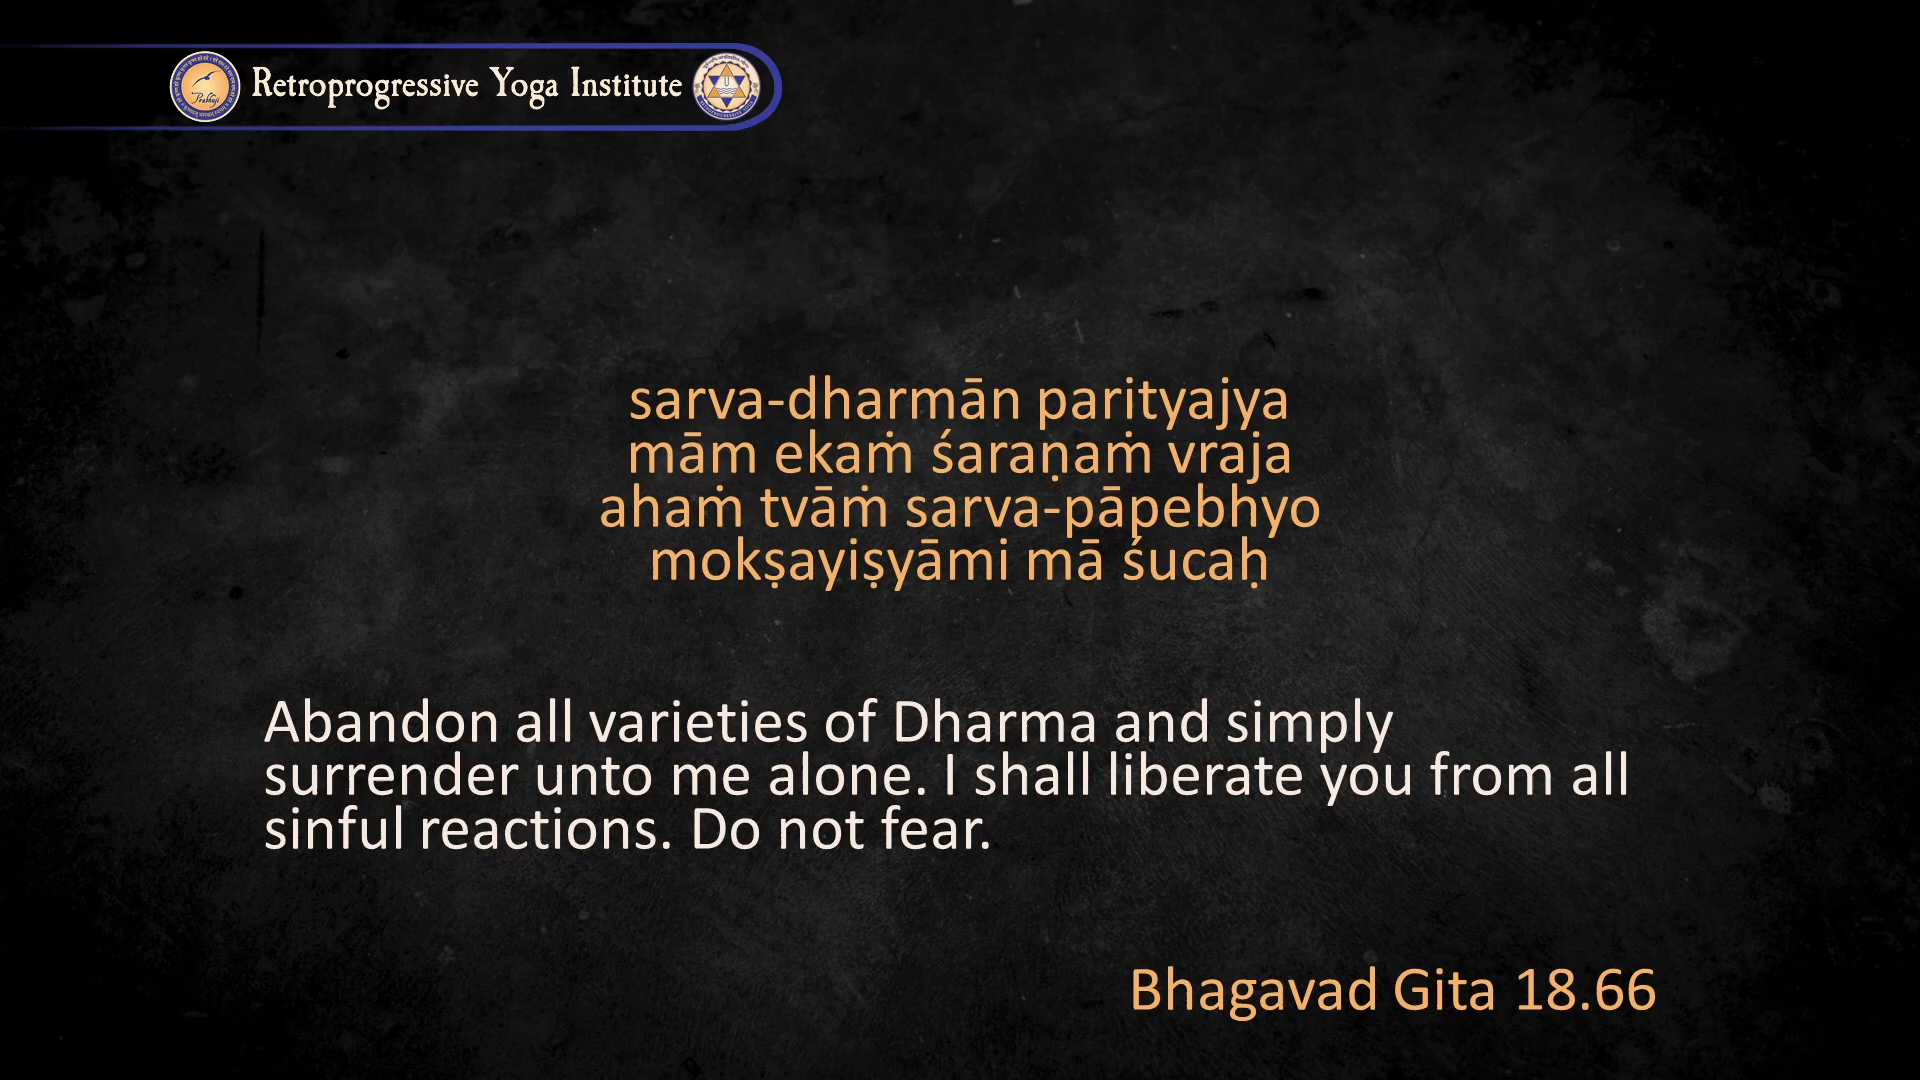 Retroprogressive Yoga Institute
sarva-dharmān parityajya
mām ekaṁ śaraṇaṁ vraja
ahaṁ tvāṁ sarva-pāpebhyo
mokṣayiṣyāmi mā śucaḥ
Abandon all varieties of Dharma and simply
surrender unto me alone. I shall liberate you from all
sinful reactions. Do not fear.
Bhagavad Gita 18.66